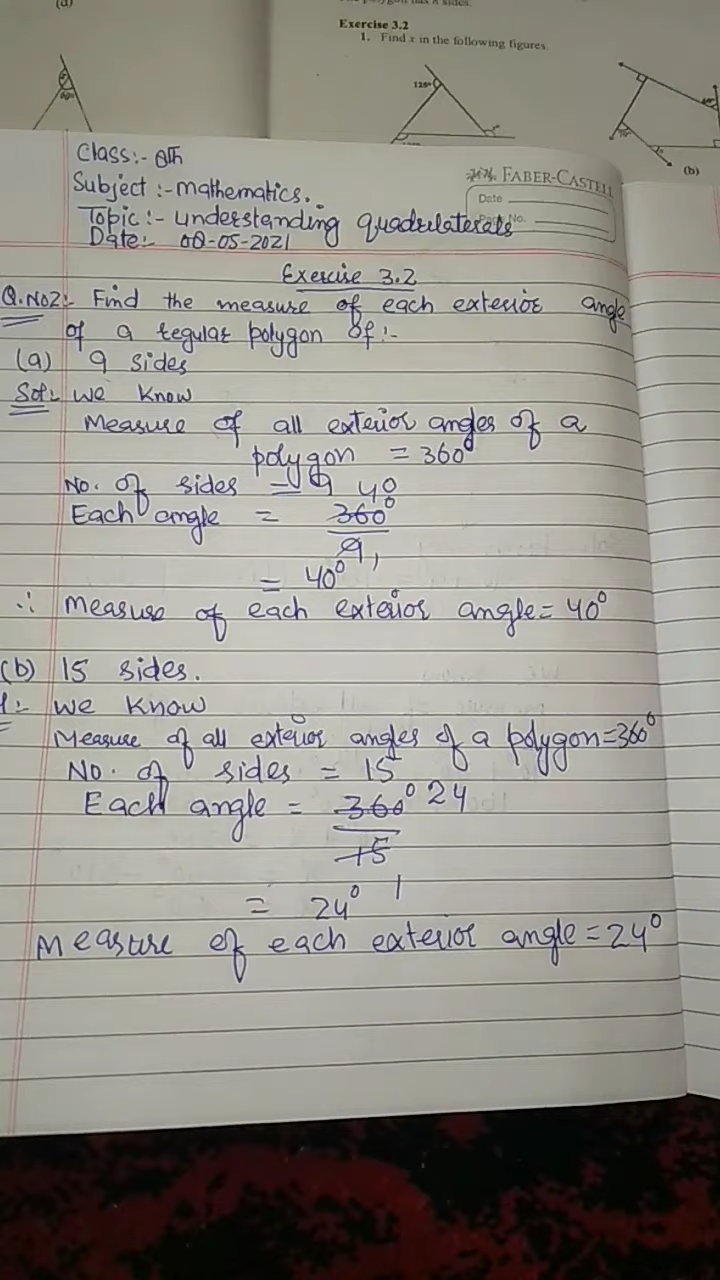 (d)
Exercise 3.2
1. Find x in the following figures.
60°
125°
(b)
Class:- 8th
Subject :- mathematics.
FABER-CASTELL
Date
Topic :- understanding quadrilaterals
No.
Date:- 08-05-2021
Exercise 3.2
Q.No2:- Find the measure of each exterior angle
of a regular polygon of :-
(a) 9 sides
Sol:- we know
Measure of all exterior angles of a
polygon = 360°
No. of sides = 9
Each angle = 360° 40
9 1
= 40°
∴ Measure of each exterior angle = 40°
(b) 15 sides.
we know
Measure of all exterior angles of a polygon=360°
No. of sides = 15
Each angle = 360° 24
15
1
= 24°
Measure of each exterior angle = 24°